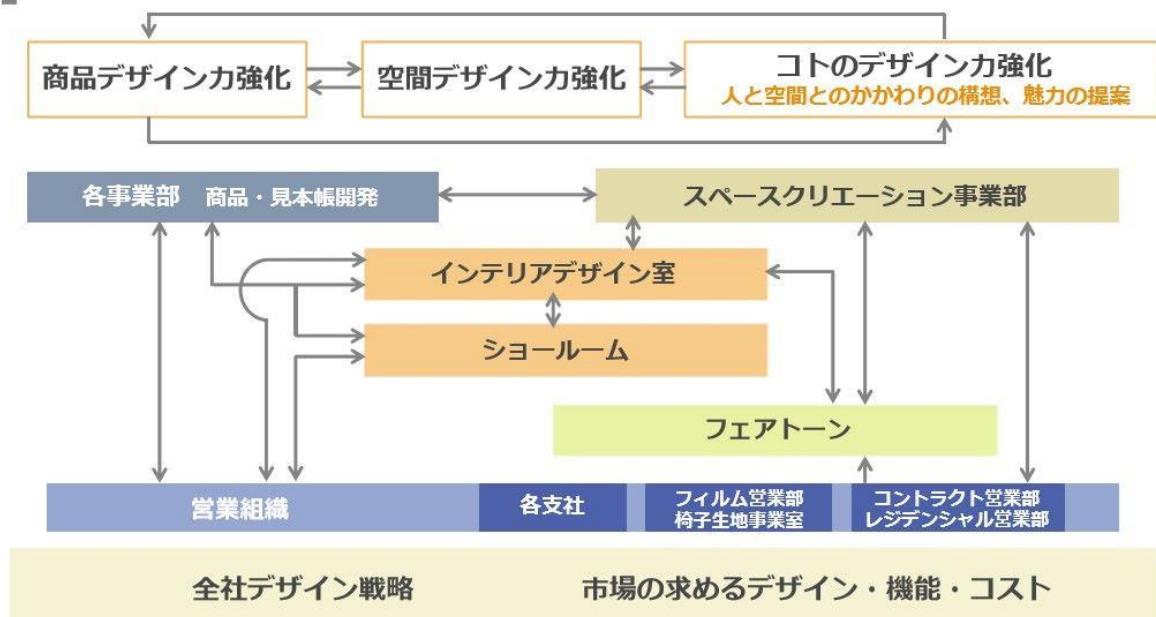 商品デザイン力強化
空間デザイン力強化
コトのデザイン力強化
人と空間とのかかわりの構想、魅力の提案
各事業部 商品・見本帳開発
スペースクリエーション事業部
インテリアデザイン室
ショールーム
フェアトーン
営業組織
各支社
フィルム営業部
椅子生地事業室
コントラクト営業部
レジデンシャル営業部
全社デザイン戦略
市場の求めるデザイン・機能・コスト